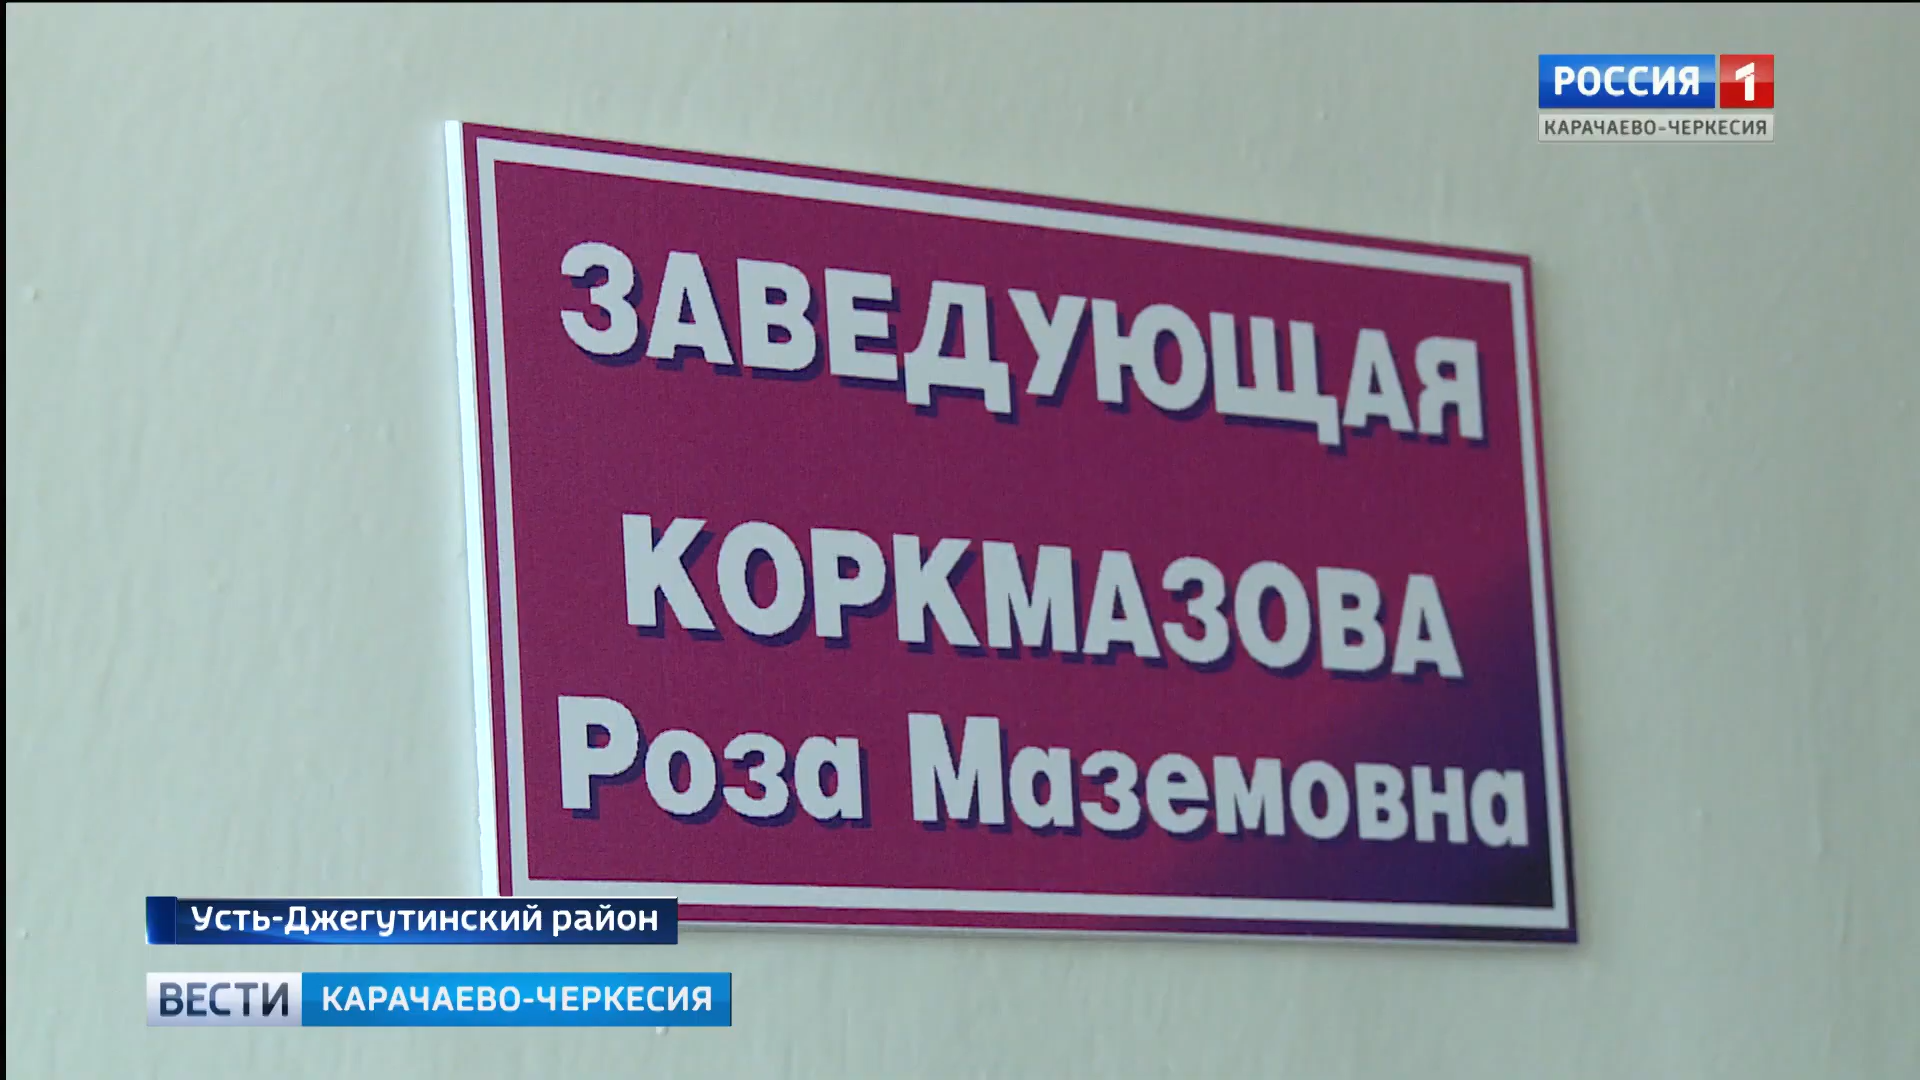 РОССИЯ 1
КАРАЧАЕВО-ЧЕРКЕСИЯ
ЗАВЕДУЮЩАЯ
КОРКМАЗОВА
Роза Маземовна
Усть-Джегутинский район
ВЕСТИ КАРАЧАЕВО-ЧЕРКЕСИЯ